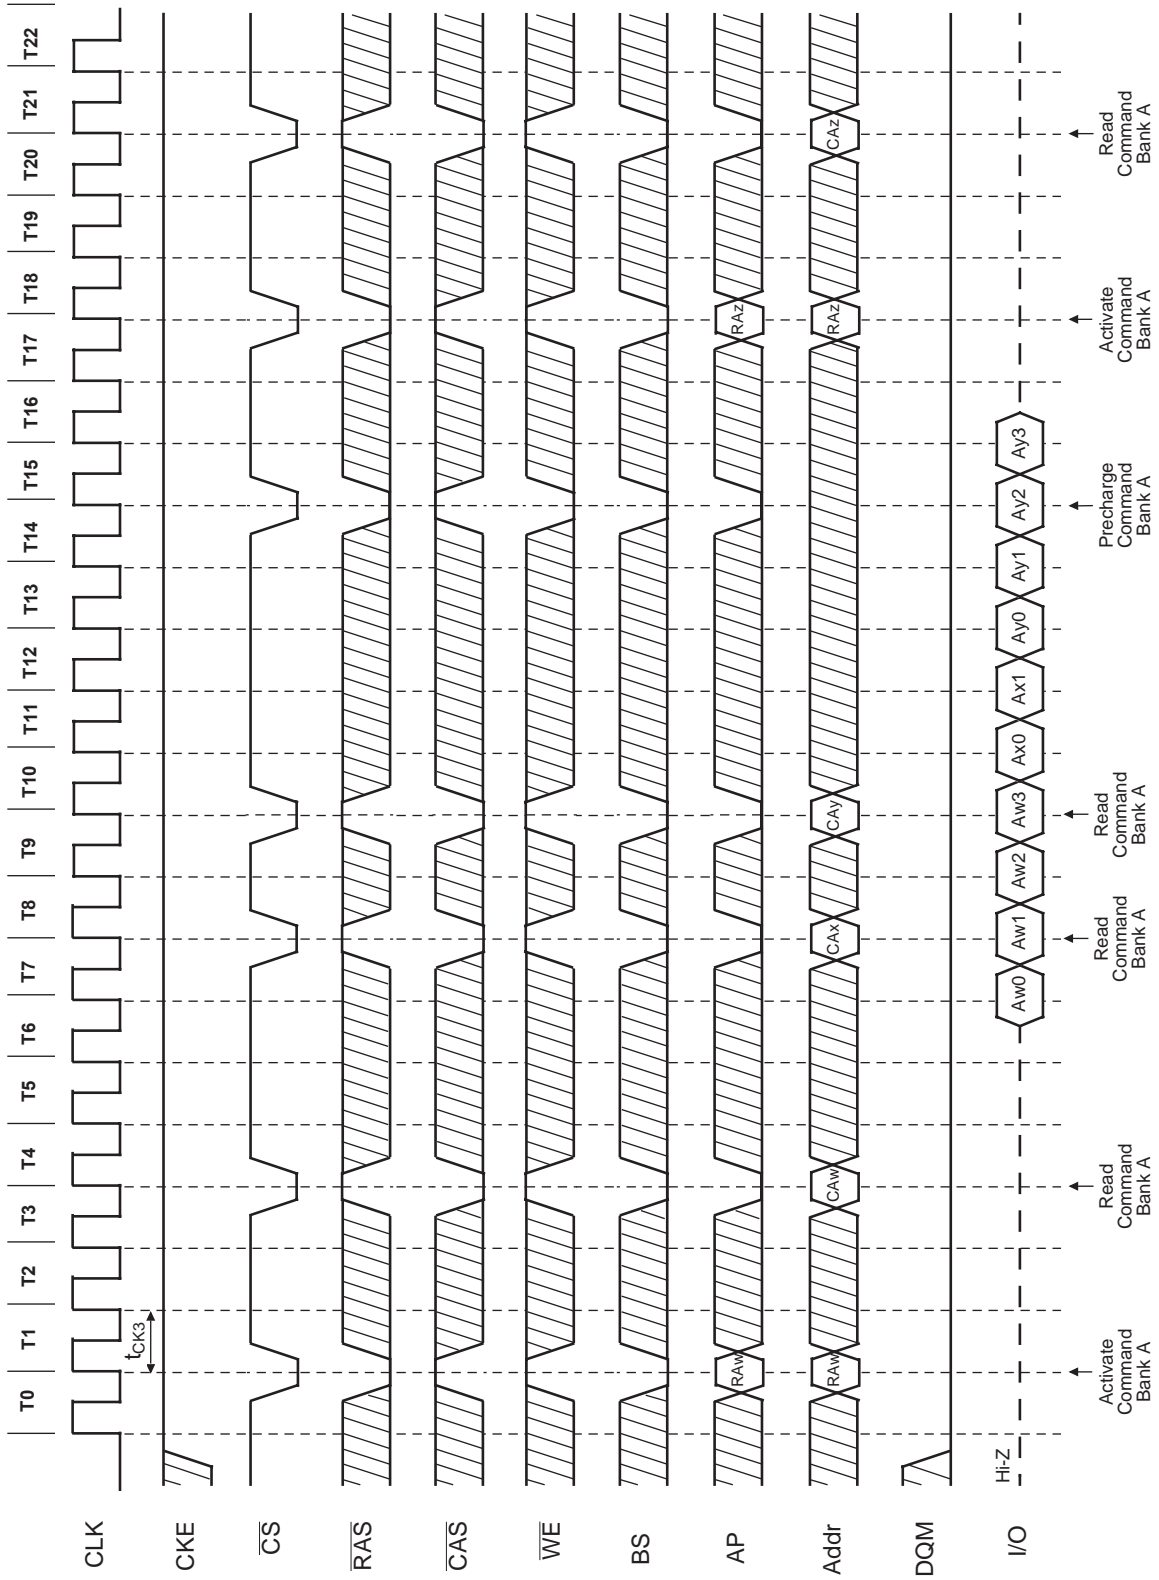 T0 T1 T2 T3 T4 T5 T6 T7 T8 T9 T10 T11 T12 T13 T14 T15 T16 T17 T18 T19 T20 T21 T22
CLK
tCK3
CKE
CS
RAS
CAS
WE
BS
AP
RAw
RAz
Addr
RAw
CAw
CAx
CAy
RAz
CAz
DQM
I/O
Hi-Z
Aw0 Aw1 Aw2 Aw3 Ax0 Ax1 Ay0 Ay1 Ay2 Ay3
Activate
Command
Bank A
Read
Command
Bank A
Read
Command
Bank A
Read
Command
Bank A
Precharge
Command
Bank A
Activate
Command
Bank A
Read
Command
Bank A